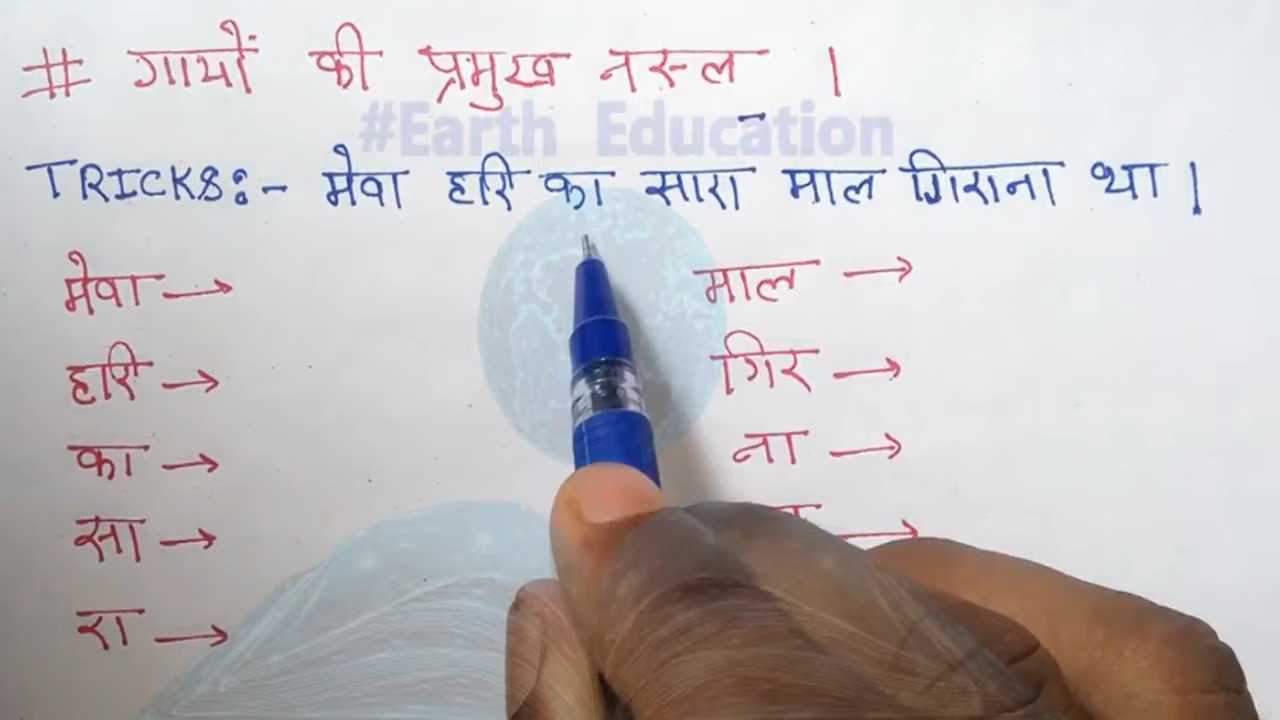 # गायों की प्रमुख नस्ल ।
#Earth Education
TRICKS:- मेवा हरि का सारा माल गिराना था ।
मेवा →
हरि →
का →
सा →
रा →
माल →
गिर →
ना →
→